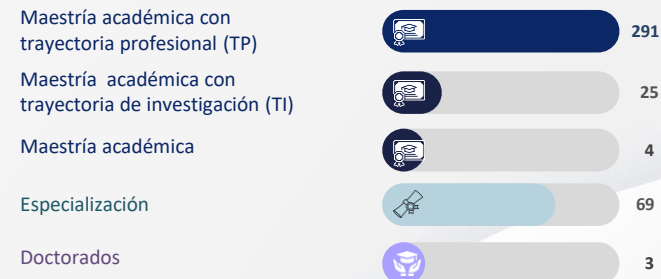 Maestría académica con
trayectoria profesional (TP)
291
Maestría académica con
trayectoria de investigación (TI)
25
Maestría académica
4
Especialización
69
Doctorados
3